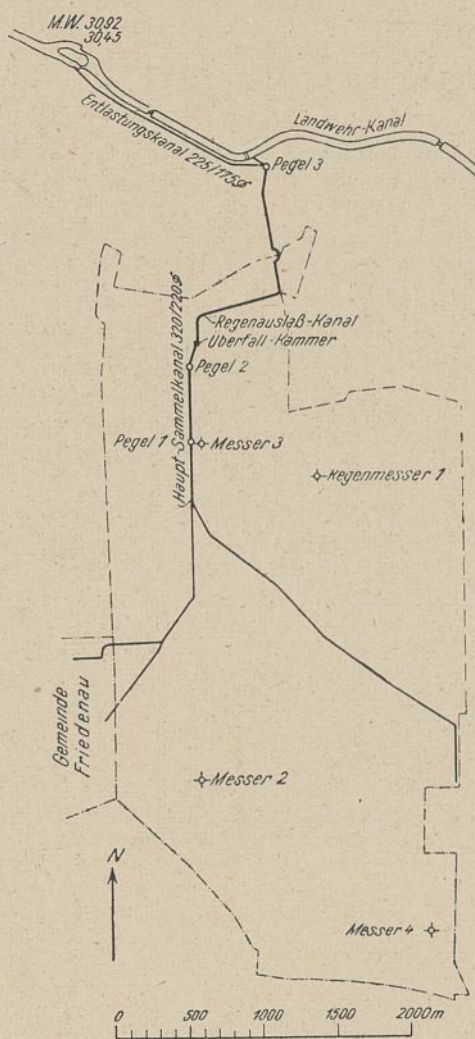 M.W. 30,92
30,45
Entlastungskanal 225/175⌀
Landwehr-Kanal
Pegel 3
Regenauslaß-Kanal
Überfall-Kammer
Pegel 2
Haupt-Sammelkanal 320/220⌀
Pegel 1
Messer 3
Regenmesser 1
Gemeinde
Friedenau
Messer 2
N
Messer 4
0 500 1000 1500 2000 m